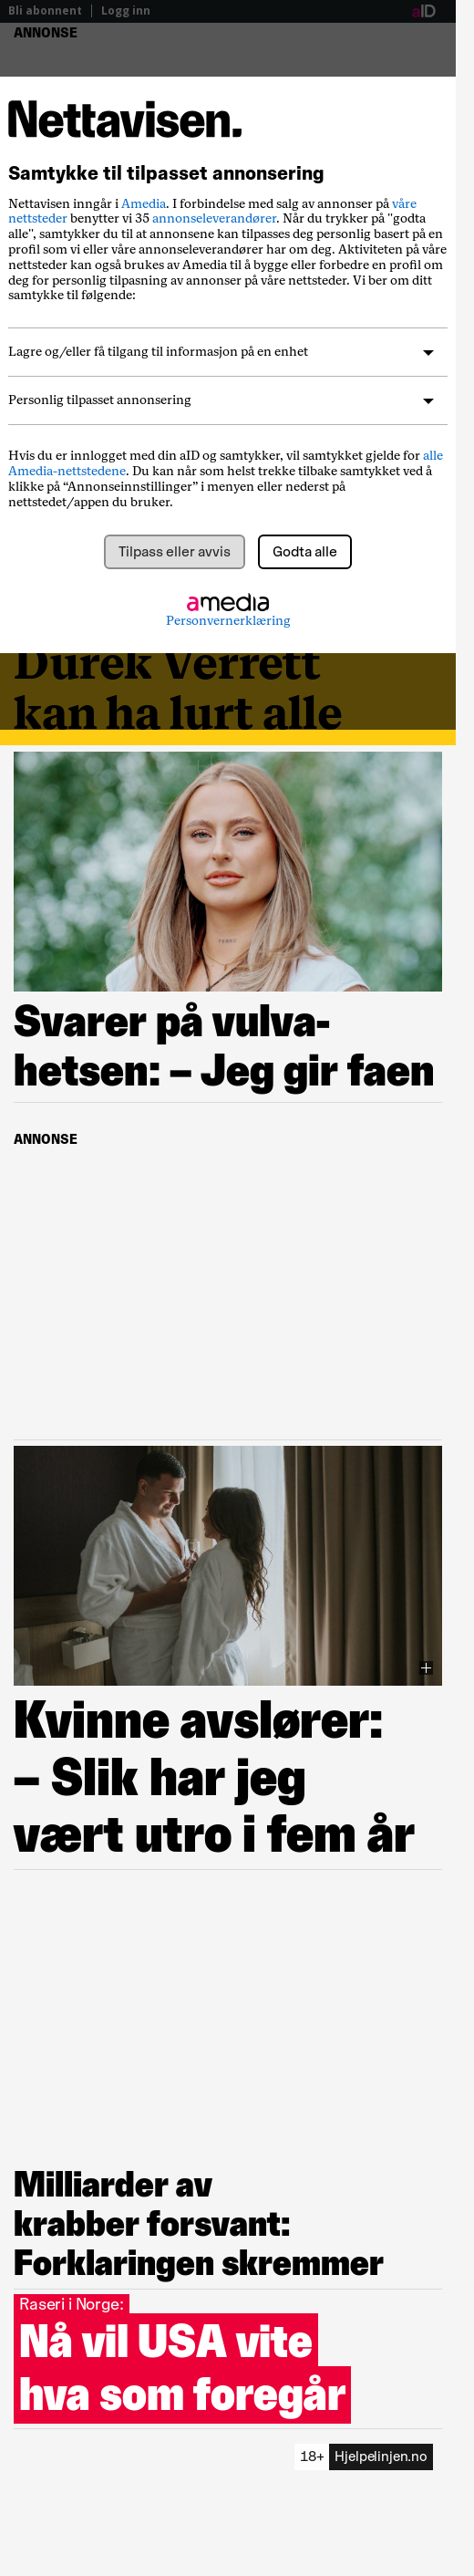 Bli abonnent | Logg inn
aID
ANNONSE
Nettavisen.
Samtykke til tilpasset annonsering
Nettavisen inngår i Amedia. I forbindelse med salg av annonser på våre
nettsteder benytter vi 35 annonseleverandører. Når du trykker på "godta
alle", samtykker du til at annonsene kan tilpasses deg personlig basert på en
profil som vi eller våre annonseleverandører har om deg. Aktiviteten på våre
nettsteder kan også brukes av Amedia til å bygge eller forbedre en profil om
deg for personlig tilpasning av annonser på våre nettsteder. Vi ber om ditt
samtykke til følgende:
Lagre og/eller få tilgang til informasjon på en enhet
Personlig tilpasset annonsering
Hvis du er innlogget med din aID og samtykker, vil samtykket gjelde for alle
Amedia-nettstedene. Du kan når som helst trekke tilbake samtykket ved å
klikke på “Annonseinnstillinger” i menyen eller nederst på
nettstedet/appen du bruker.
Tilpass eller avvis
Godta alle
amedia
Personvernerklæring
Durek Verrett
kan ha lurt alle
Svarer på vulva-
hetsen: – Jeg gir faen
ANNONSE
Kvinne avslører:
– Slik har jeg
vært utro i fem år
Milliarder av
krabber forsvant:
Forklaringen skremmer
Raseri i Norge:
Nå vil USA vite
hva som foregår
18+ Hjelpelinjen.no